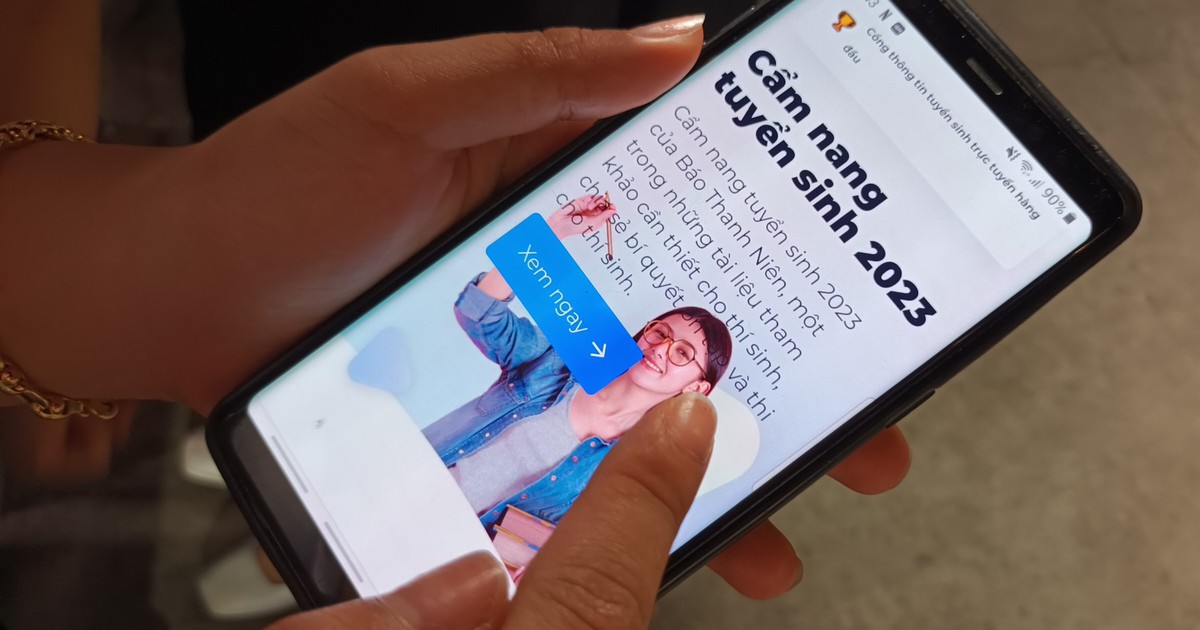 3 N
90%
Cổng thông tin tuyển sinh trực tuyến hàng
đầu
Cẩm nang
tuyển sinh 2023
Cẩm nang tuyển sinh 2023
của Báo Thanh Niên, một
trong những tài liệu tham
khảo cần thiết cho thí sinh,
chia sẻ bí quyết và thi
cho thí sinh.
Xem ngay →